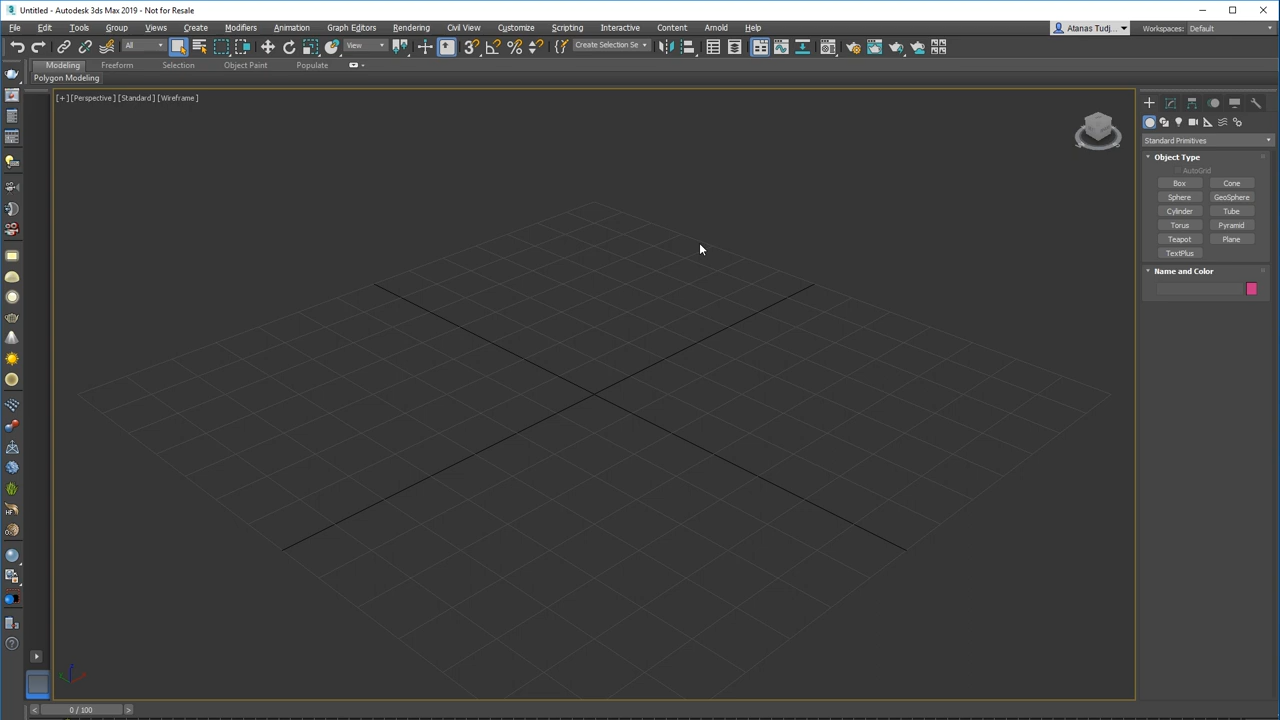 Untitled - Autodesk 3ds Max 2019 - Not for Resale
File Edit Tools Group Views Create Modifiers Animation Graph Editors Rendering Civil View Customize Scripting Interactive Content Arnold Help
Atanas Tudj... Workspaces: Default
All View 3 % Create Selection Se
Modeling Freeform Selection Object Paint Populate
Polygon Modeling
[+] [Perspective] [Standard] [Wireframe]
Standard Primitives
Object Type
AutoGrid
Box Cone
Sphere GeoSphere
Cylinder Tube
Torus Pyramid
Teapot Plane
TextPlus
Name and Color
< 0 / 100 >